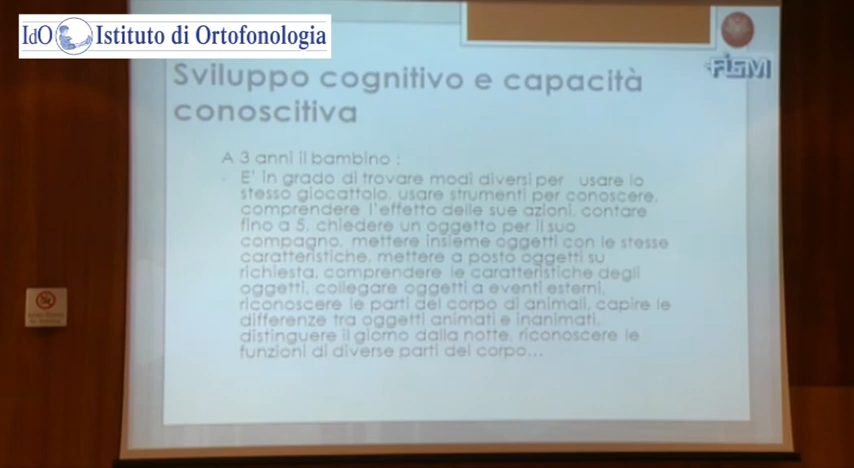 IdO Istituto di Ortofonologia
FISM
Sviluppo cognitivo e capacità
conoscitiva
A 3 anni il bambino :
E' in grado di trovare modi diversi per usare lo
stesso giocattolo, usare strumenti per conoscere,
comprendere l'effetto delle sue azioni, contare
fino a 5, chiedere un oggetto per il suo
compagno, mettere insieme oggetti con le stesse
caratteristiche, mettere a posto oggetti su
richiesta, comprendere le caratteristiche degli
oggetti, collegare oggetti a eventi esterni,
riconoscere le parti del corpo di animali, capire le
differenze tra oggetti animati e inanimati,
distinguere il giorno dalla notte, riconoscere le
funzioni di diverse parti del corpo...